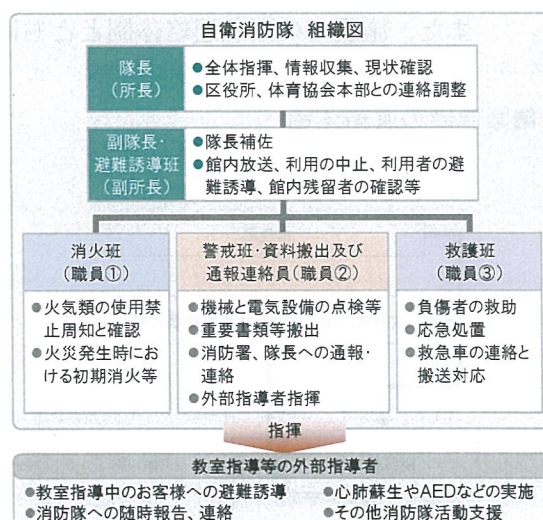 自衛消防隊 組織図
隊長
(所長)
●全体指揮、情報収集、現状確認
●区役所、体育協会本部との連絡調整
副隊長・
避難誘導班
(副所長)
●隊長補佐
●館内放送、利用の中止、利用者の避
難誘導、館内残留者の確認等
消火班
(職員①)
●火気類の使用禁
止周知と確認
●火災発生時にお
ける初期消火等
警戒班・資料搬出及び
通報連絡員(職員②)
●機械と電気設備の点検等
●重要書類等搬出
●消防署、隊長への通報・
連絡
●外部指導者指揮
救護班
(職員③)
●負傷者の救助
●応急処置
●救急車の連絡と
搬送対応
指揮
教室指導等の外部指導者
●教室指導中のお客様への避難誘導
●消防隊への随時報告、連絡
●心肺蘇生やAEDなどの実施
●その他消防隊活動支援